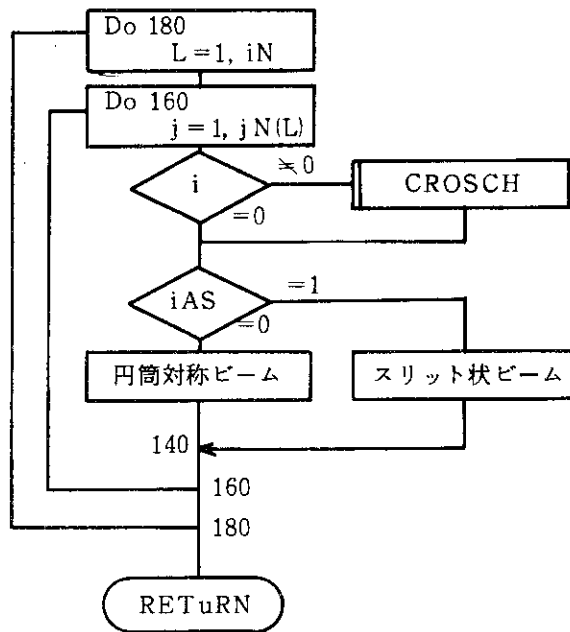 Do 180
L=1, iN
Do 160
j=1, jN(L)
i
≠0
CROSCH
=0
iAS
=1
=0
円筒対称ビーム
スリット状ビーム
140
160
180
RETuRN